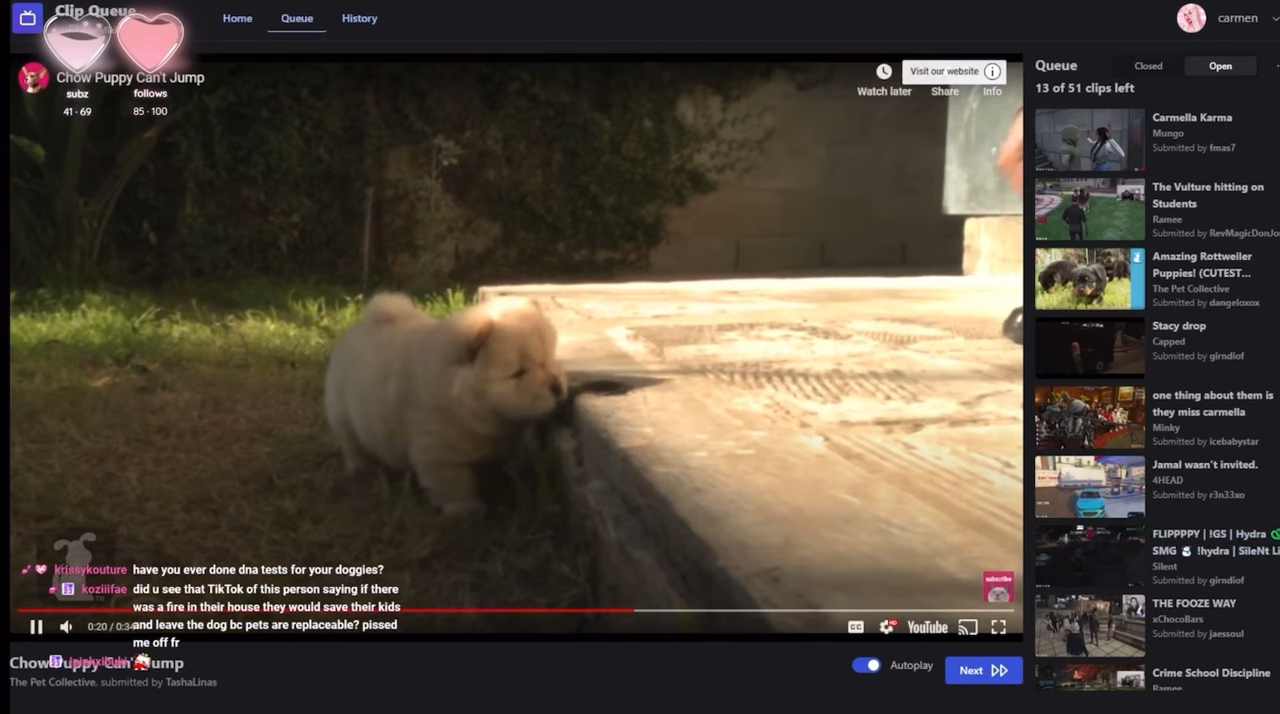 Clip Queue
Home
Queue
History
carmen
Chow Puppy Can't Jump
subz
follows
41 - 69
85 - 100
Visit our website
Watch later
Share
Info
Queue
Closed
Open
13 of 51 clips left
Carmella Karma
Mungo
Submitted by fmas7
The Vulture hitting on
Students
Ramee
Submitted by RevMagicDonJo
Amazing Rottweiler
Puppies! (CUTEST...
The Pet Collective
Submitted by dangeloxox
Stacy drop
Capped
Submitted by girndiof
one thing about them is
they miss carmella
Minky
Submitted by icebabystar
Jamal wasn't invited.
4HEAD
Submitted by r3n33xo
FLIPPPPY | !GS | Hydra
SMG !hydra | SileNt Li
Silent
Submitted by girndiof
THE FOOZE WAY
xChocoBars
Submitted by jaesoul
Crime School Discipline
Ramee
krissykouture have you ever done dna tests for your doggies?
koziiifae did u see that TikTok of this person saying if there
was a fire in their house they would save their kids
and leave the dog bc pets are replaceable? pissed
me off fr
subscribe
0:20 / 0:34
CC
HD
YouTube
Chow Puppy Can't Jump
The Pet Collective, submitted by TashaLinas
Autoplay
Next